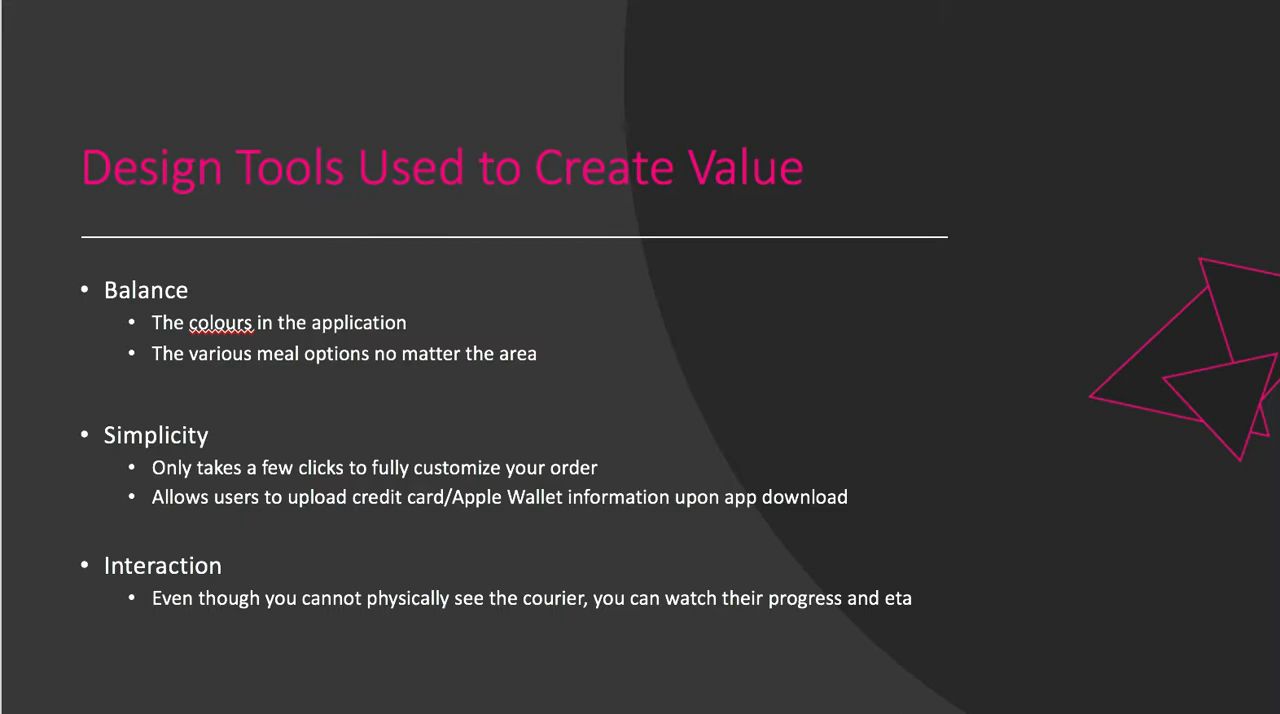 Design Tools Used to Create Value
• Balance
• The colours in the application
• The various meal options no matter the area
• Simplicity
• Only takes a few clicks to fully customize your order
• Allows users to upload credit card/Apple Wallet information upon app download
• Interaction
• Even though you cannot physically see the courier, you can watch their progress and eta